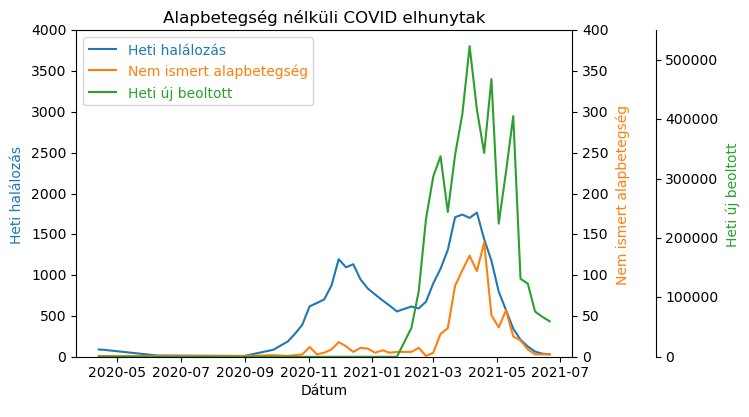 Alapbetegség nélküli COVID elhunytak
Heti halálozás
Nem ismert alapbetegség
Heti új beoltott
4000
3500
3000
2500
2000
1500
1000
500
0
Heti halálozás
400
350
300
250
200
150
100
50
0
Nem ismert alapbetegség
500000
400000
300000
200000
100000
0
Heti új beoltott
2020-05 2020-07 2020-09 2020-11 2021-01 2021-03 2021-05 2021-07
Dátum